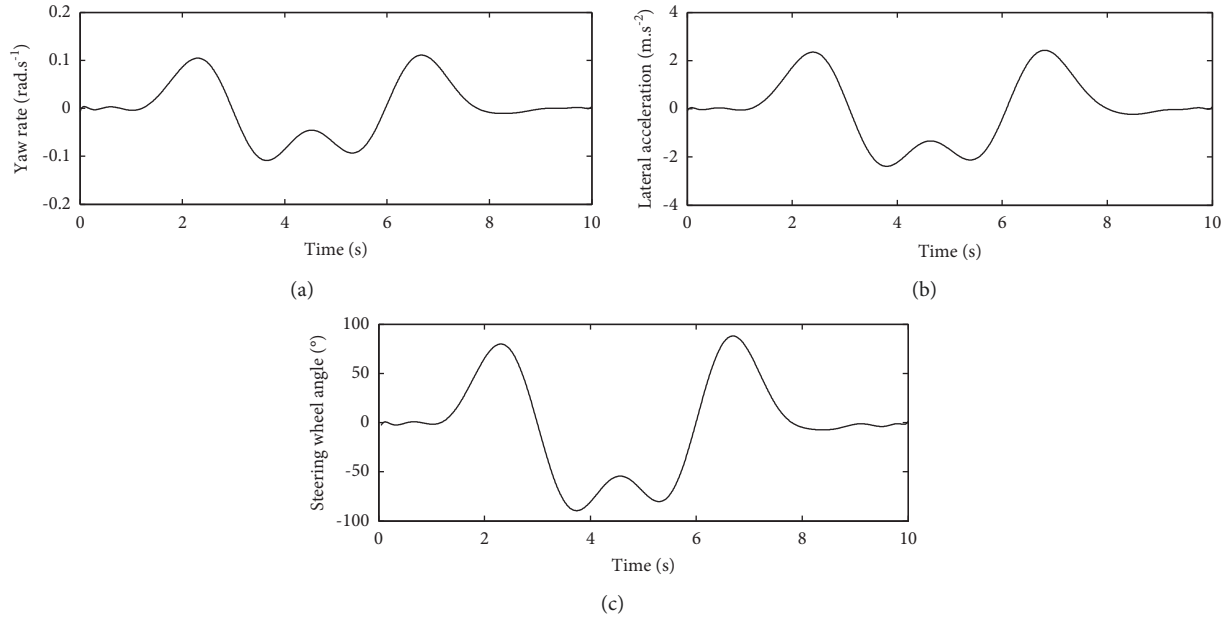 Yaw rate (rad.s-1)
0.2
0.1
0
-0.1
-0.2
0 2 4 6 8 10
Time (s)
(a)
Lateral acceleration (m.s-2)
4
2
0
-2
-4
0 2 4 6 8 10
Time (s)
(b)
Steering wheel angle (°)
100
50
0
-50
-100
0 2 4 6 8 10
Time (s)
(c)